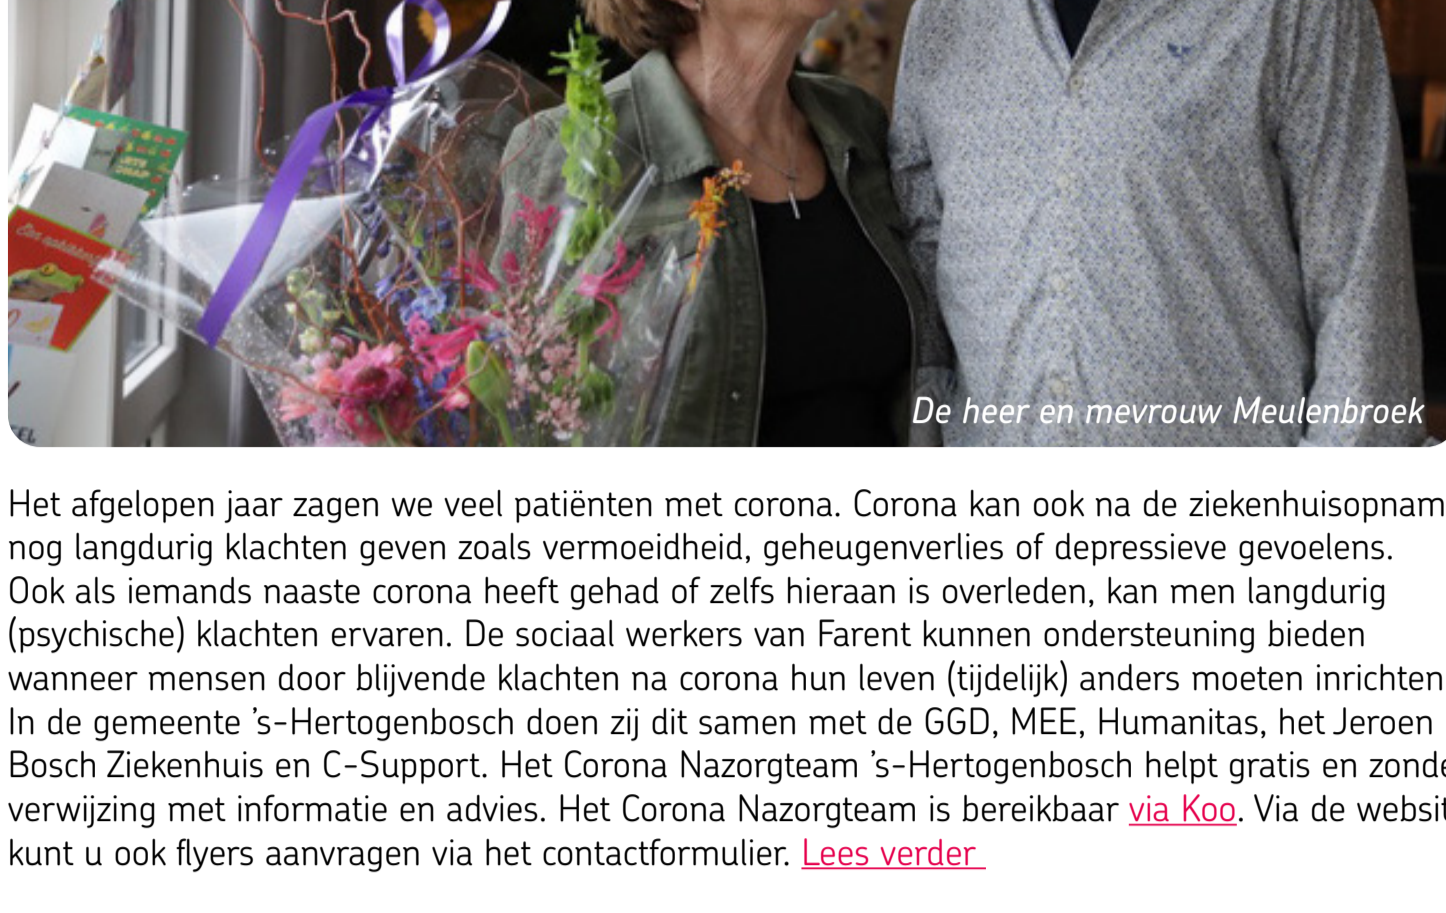 De heer en mevrouw Meulenbroek
Het afgelopen jaar zagen we veel patiënten met corona. Corona kan ook na de ziekenhuisopnam
nog langdurig klachten geven zoals vermoeidheid, geheugenverlies of depressieve gevoelens.
Ook als iemands naaste corona heeft gehad of zelfs hieraan is overleden, kan men langdurig
(psychische) klachten ervaren. De sociaal werkers van Farent kunnen ondersteuning bieden
wanneer mensen door blijvende klachten na corona hun leven (tijdelijk) anders moeten inrichten
In de gemeente ’s-Hertogenbosch doen zij dit samen met de GGD, MEE, Humanitas, het Jeroen
Bosch Ziekenhuis en C-Support. Het Corona Nazorgteam ’s-Hertogenbosch helpt gratis en zonde
verwijzing met informatie en advies. Het Corona Nazorgteam is bereikbaar via Koo. Via de websit
kunt u ook flyers aanvragen via het contactformulier. Lees verder